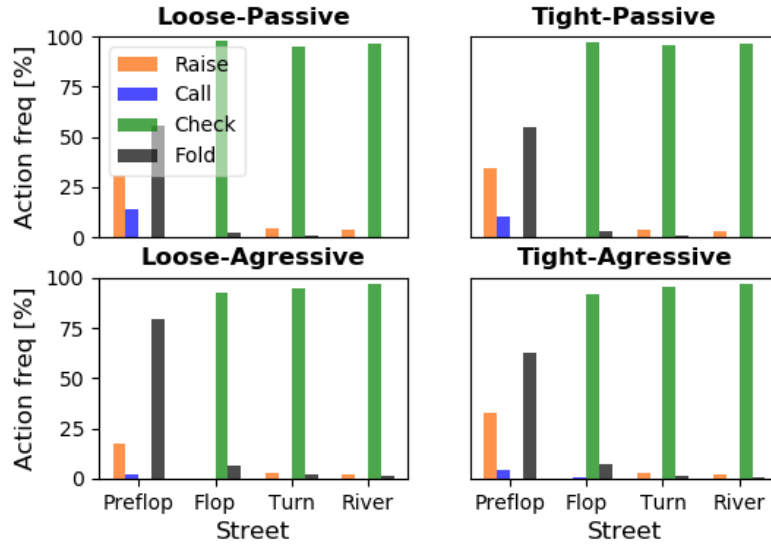 Loose-Passive
Tight-Passive
Action freq [%]
100
75
50
25
0
Raise
Call
Check
Fold
Loose-Agressive
Tight-Agressive
Action freq [%]
100
75
50
25
0
Preflop Flop Turn River
Preflop Flop Turn River
Street
Street